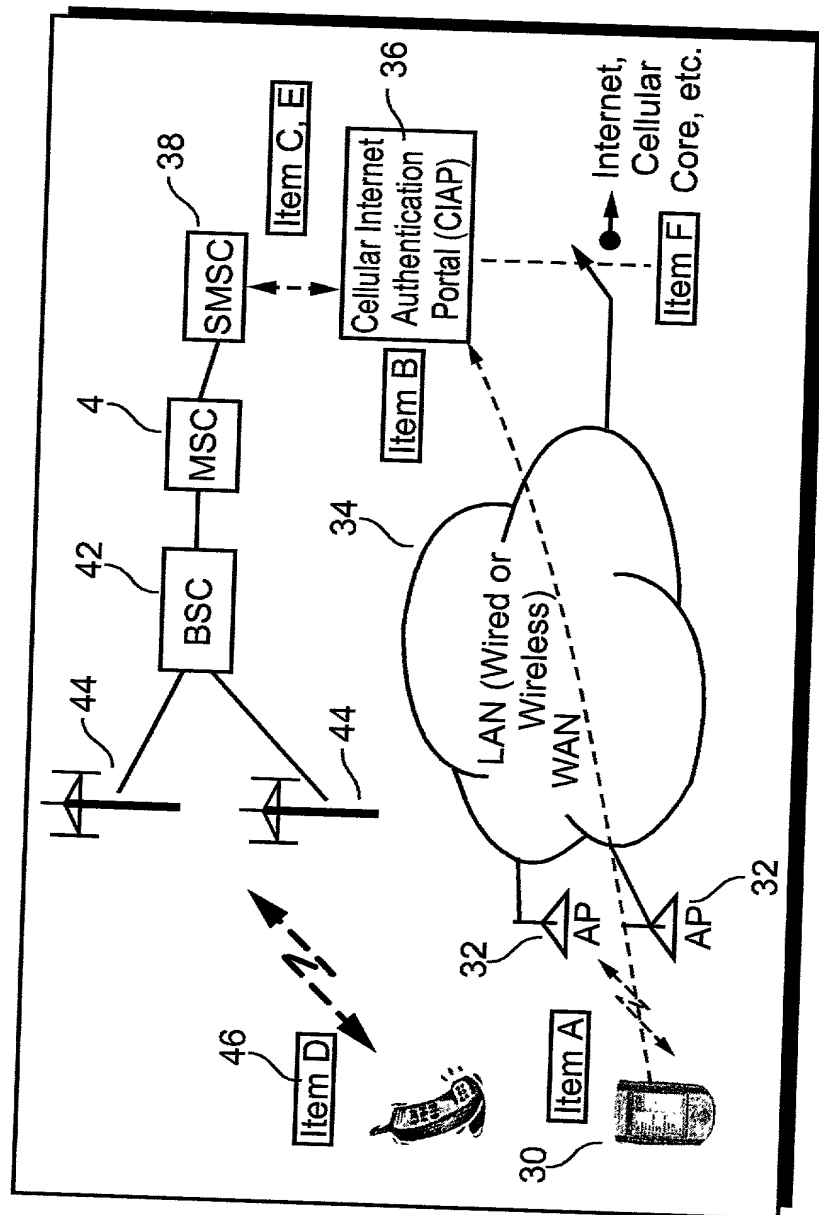 44
44
42
BSC
4
MSC
38
SMSC
Item C, E
36
Cellular Internet
Authentication
Portal (CIAP)
Item B
46
Item D
34
LAN (Wired or
Wireless)
WAN
32
AP
32
AP
Item A
30
Internet,
Cellular
Core, etc.
Item F